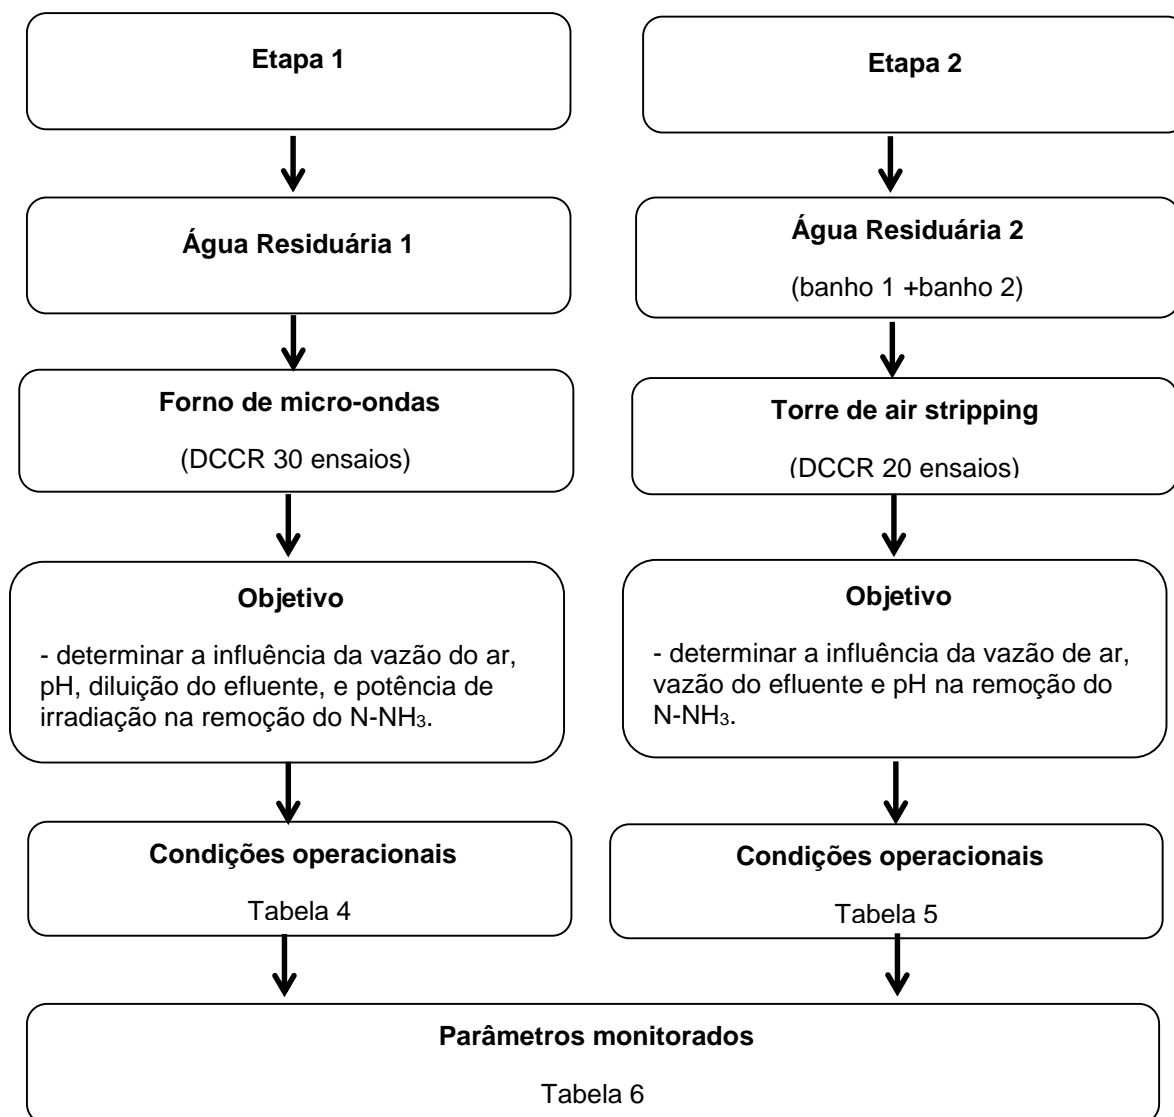 Etapa 1
Água Residuária 1
Forno de micro-ondas
(DCCR 30 ensaios)
Objetivo
- determinar a influência da vazão do ar,
pH, diluição do efluente, e potência de
irradiação na remoção do N-NH₃.
Condições operacionais
Tabela 4
Etapa 2
Água Residuária 2
(banho 1 +banho 2)
Torre de air stripping
(DCCR 20 ensaios)
Objetivo
- determinar a influência da vazão de ar,
vazão do efluente e pH na remoção do
N-NH₃.
Condições operacionais
Tabela 5
Parâmetros monitorados
Tabela 6